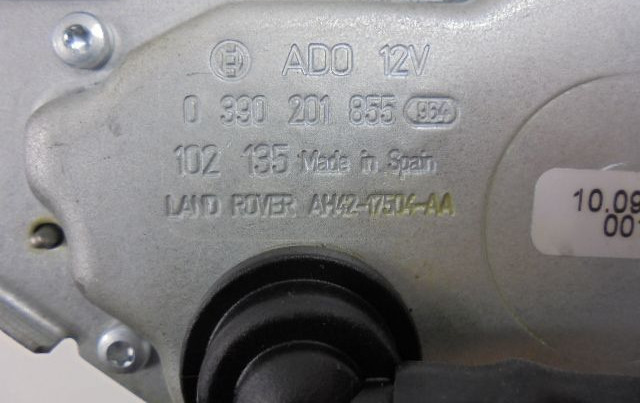 ADO 12V
0 390 201 855 964
102 135 Made in Spain
LAND ROVER AH42-17504-AA
10.09
001